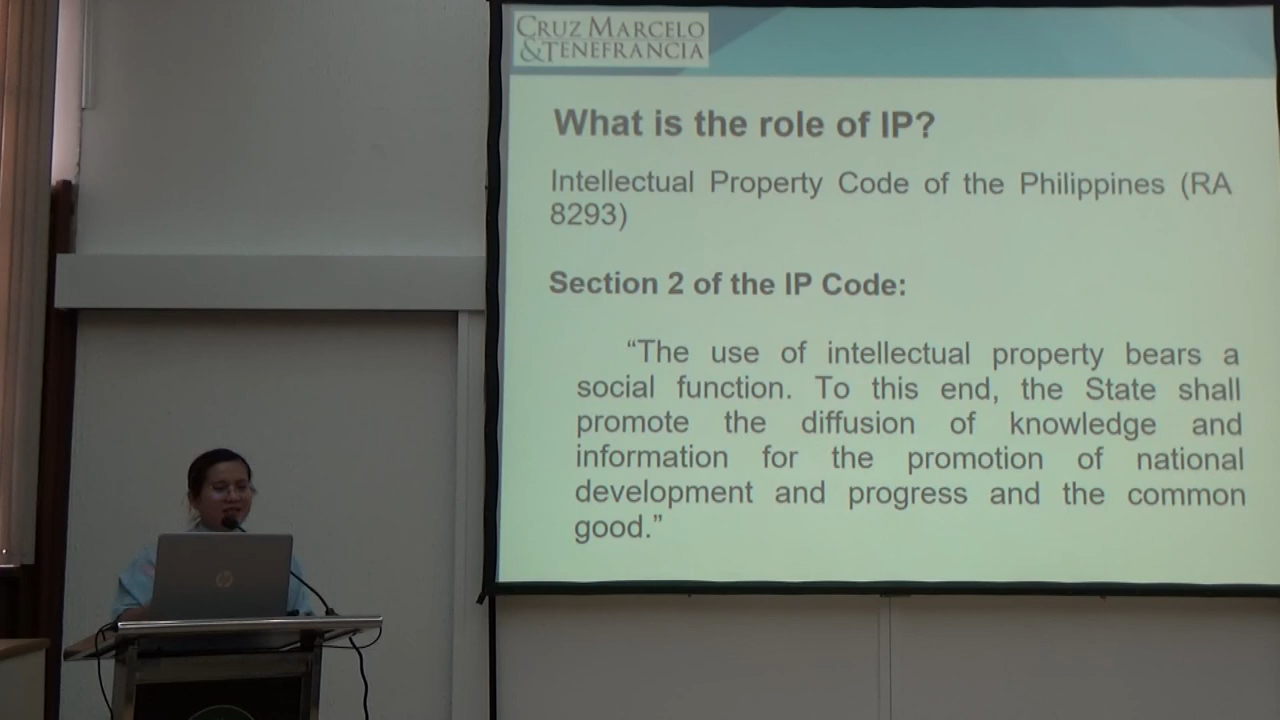 CRUZ MARCELO
& TENEFRANCIA
What is the role of IP?
Intellectual Property Code of the Philippines (RA
8293)
Section 2 of the IP Code:
“The use of intellectual property bears a
social function. To this end, the State shall
promote the diffusion of knowledge and
information for the promotion of national
development and progress and the common
good.”
hp